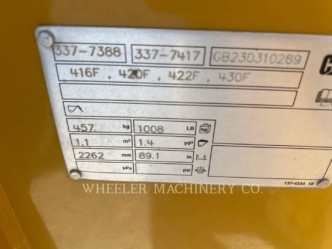 337-7388 337-7417 GB230310289
416F, 420F, 422F, 430F
457 kg 1008 LB
1.1 m³ 1.4 yd³
2262 mm 89.1 in
kPa psi
WHEELER MACHINERY CO.